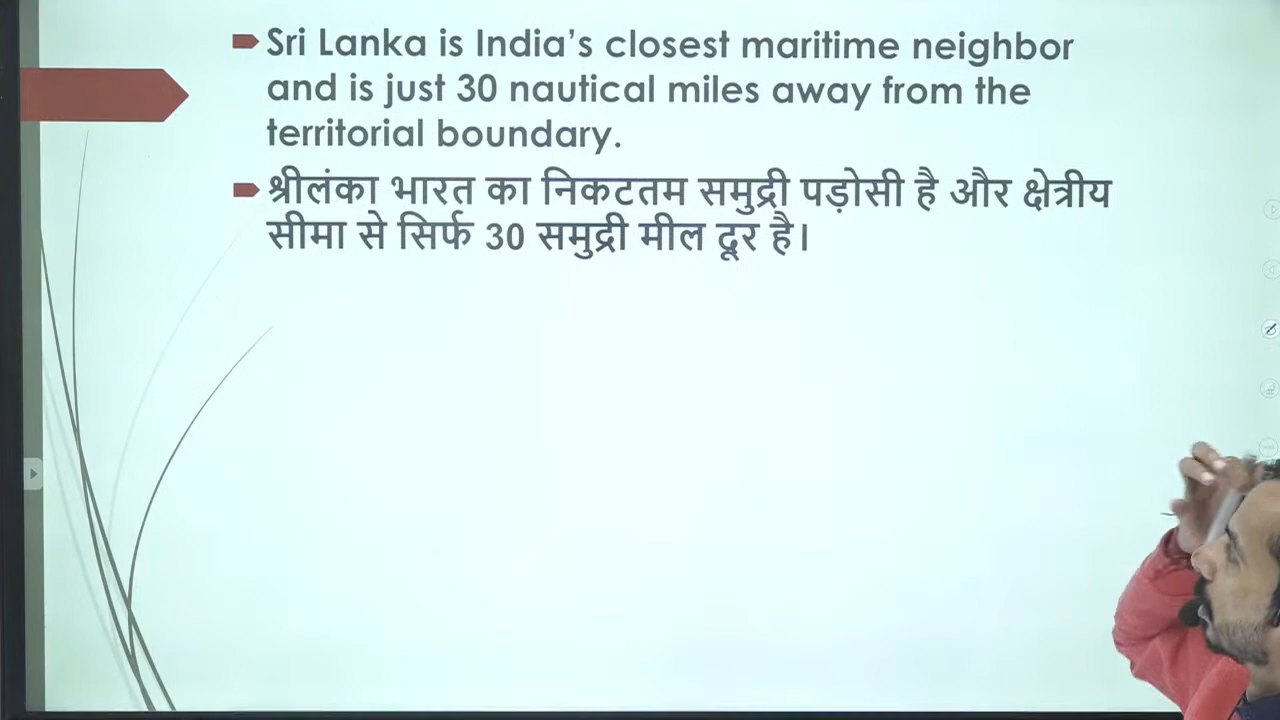 Sri Lanka is India's closest maritime neighbor
and is just 30 nautical miles away from the
territorial boundary.
श्रीलंका भारत का निकटतम समुद्री पड़ोसी है और क्षेत्रीय
सीमा से सिर्फ 30 समुद्री मील दूर है।